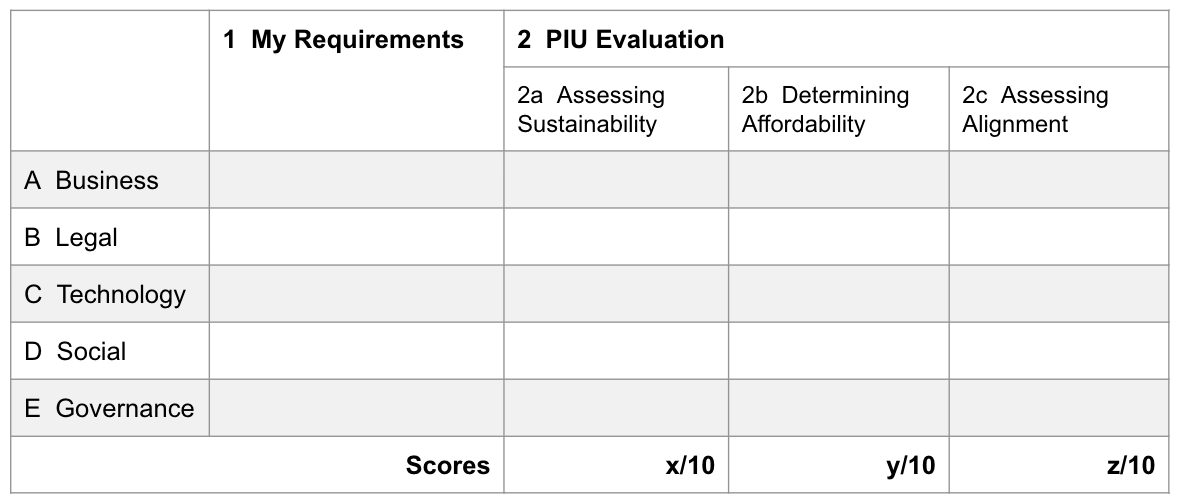 1 My Requirements
2 PIU Evaluation
2a Assessing
Sustainability
2b Determining
Affordability
2c Assessing
Alignment
A Business
B Legal
C Technology
D Social
E Governance
Scores
x/10
y/10
z/10